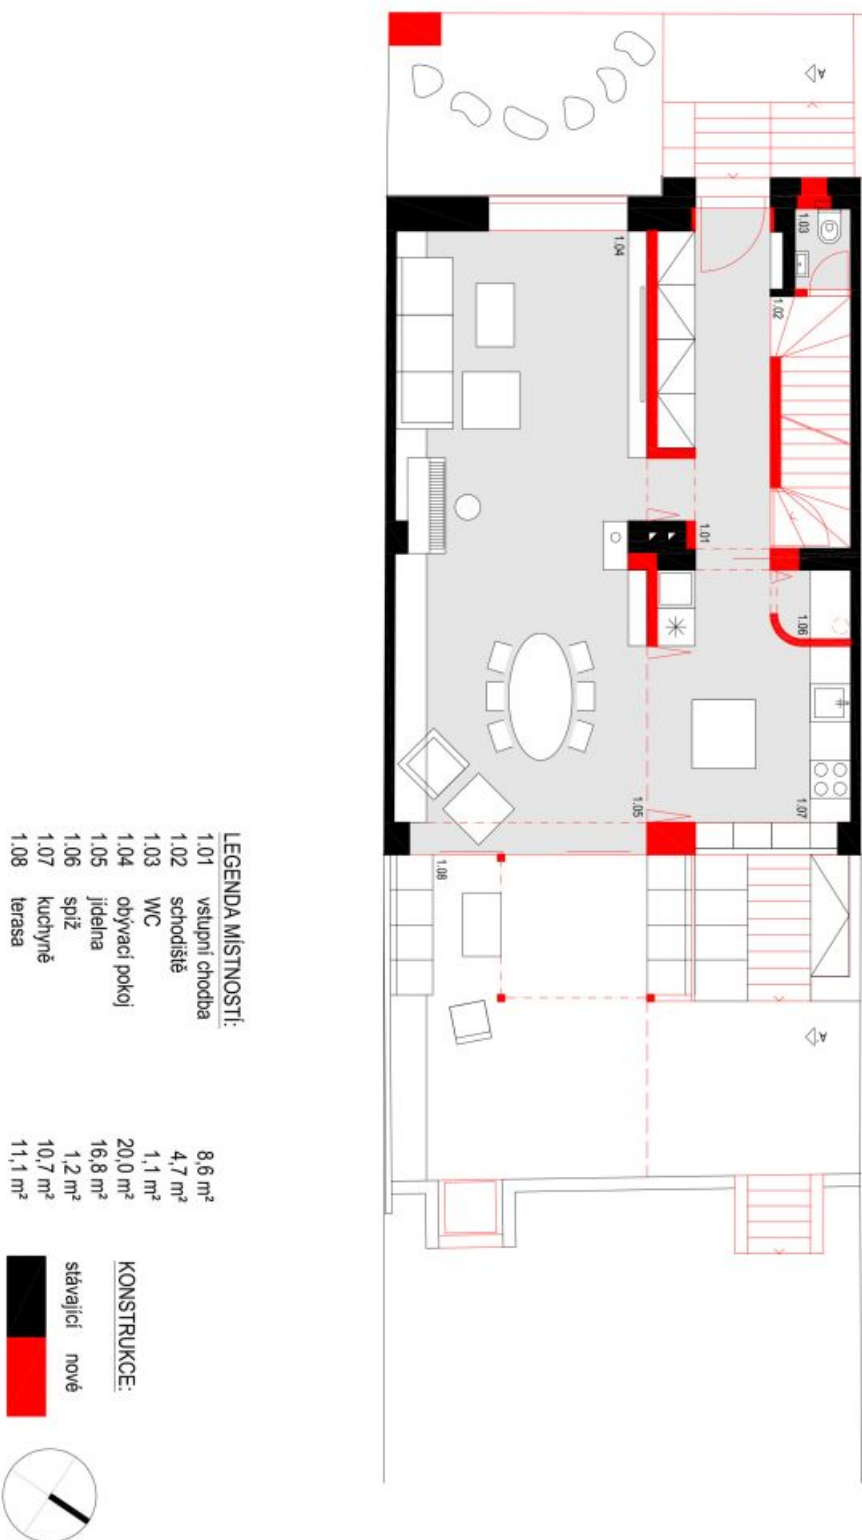 A'
1.03
1.04
1.02
1.01
1.06
1.05
1.07
1.08
A'
LEGENDA MÍSTNOSTÍ:
1.01 vstupní chodba 8,6 m²
1.02 schodiště 4,7 m²
1.03 WC 1,1 m²
1.04 obývací pokoj 20,0 m²
1.05 jídelna 16,8 m²
1.06 spíž 1,2 m²
1.07 kuchyně 10,7 m²
1.08 terasa 11,1 m²
KONSTRUKCE:
stávající nové